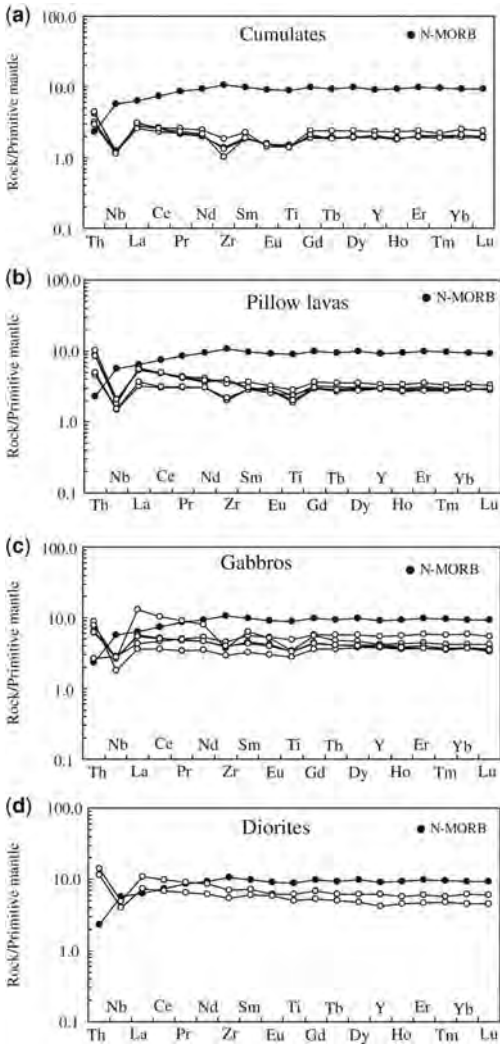 (a)
100.0
Cumulates
N-MORB
10.0
1.0
0.1
Rock/Primitive mantle
Nb Ce Nd Sm Ti Tb Y Er Yb
Th La Pr Zr Eu Gd Dy Ho Tm Lu
(b)
100.0
Pillow lavas
N-MORB
10.0
1.0
0.1
Rock/Primitive mantle
Nb Ce Nd Sm Ti Tb Y Er Yb
Th La Pr Zr Eu Gd Dy Ho Tm Lu
(c)
100.0
Gabbros
N-MORB
10.0
1.0
0.1
Rock/Primitive mantle
Nb Ce Nd Sm Ti Tb Y Er Yb
Th La Pr Zr Eu Gd Dy Ho Tm Lu
(d)
100.0
Diorites
N-MORB
10.0
1.0
0.1
Rock/Primitive mantle
Nb Ce Nd Sm Ti Tb Y Er Yb
Th La Pr Zr Eu Gd Dy Ho Tm Lu